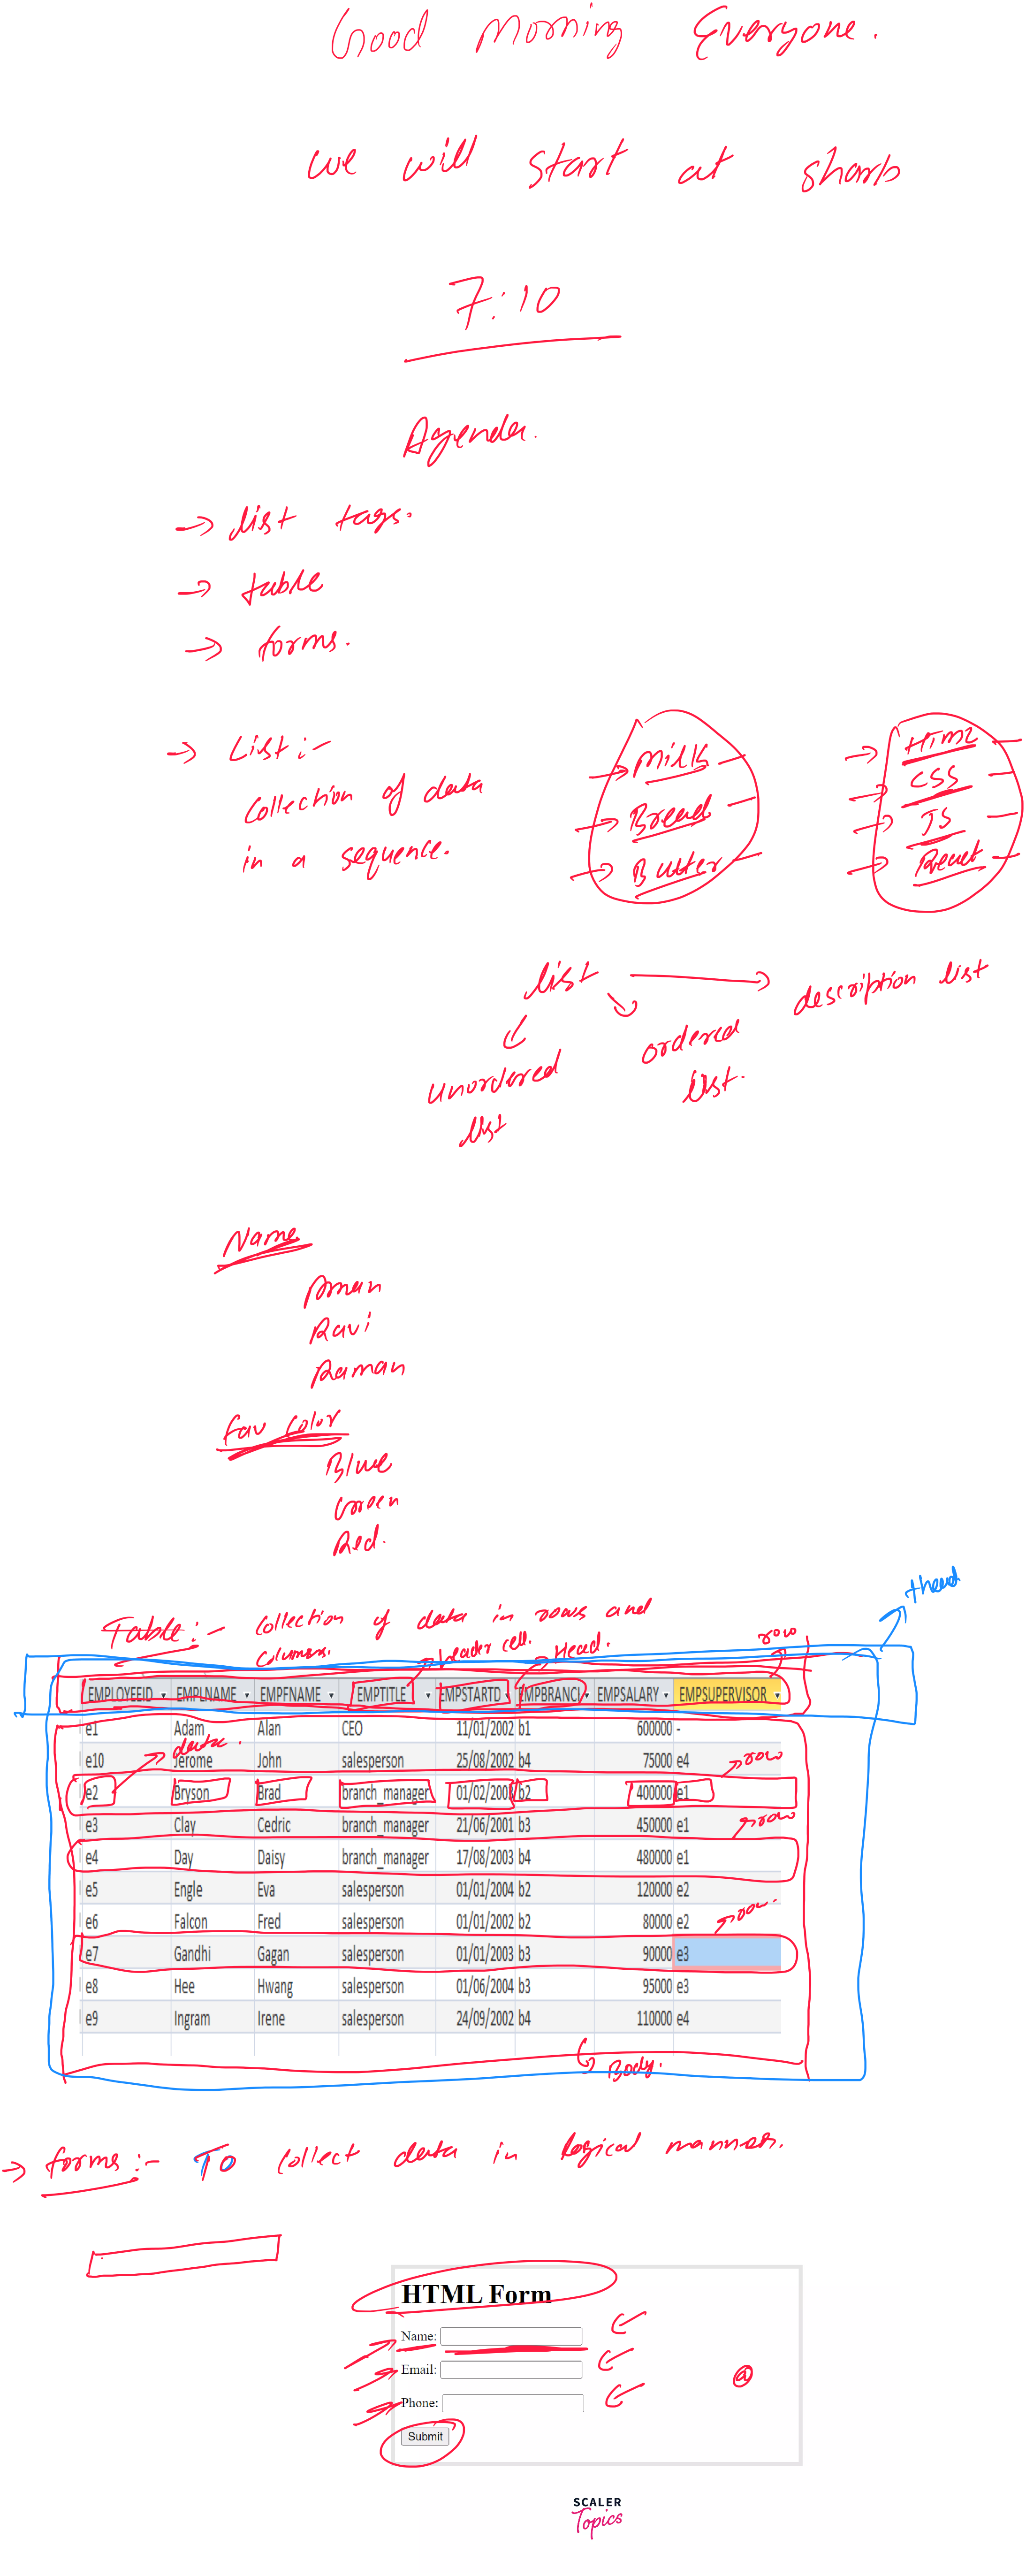 Good Morning Everyone.
we will start at sharp
7:10
Agenda.
→ list tags.
→ table
→ forms.
→ List :-
Collection of data
in a sequence.
→ Milk
→ Bread
→ Butter
→ HTML
→ CSS
→ JS
→ React
list → description list
unordered
list
ordered
list.
Name
Aman
Ravi
Raman
Fav Color
Blue
Green
Red.
thead
Table :- Collection of data in rows and
columns.
→ header cell.
→ Head.
row
EMPLOYEEID EMPLNAME EMPFNAME EMPTITLE EMPSTARTD EMPBRANCI EMPSALARY EMPSUPERVISOR
e1 Adam Alan CEO 11/01/2002 b1 600000 -
→ data.
e10 Jerome John salesperson 25/08/2002 b4 75000 e4
→ row
e2 Bryson Brad branch_manager 01/02/2003 b2 400000 e1
e3 Clay Cedric branch_manager 21/06/2001 b3 450000 e1
→ row
e4 Day Daisy branch_manager 17/08/2003 b4 480000 e1
e5 Engle Eva salesperson 01/01/2004 b2 120000 e2
e6 Falcon Fred salesperson 01/01/2002 b2 80000 e2
→ row.
e7 Gandhi Gagan salesperson 01/01/2003 b3 90000 e3
e8 Hee Hwang salesperson 01/06/2004 b3 95000 e3
e9 Ingram Irene salesperson 24/09/2002 b4 110000 e4
Body.
→ forms :- To collect data in logical manner.
HTML Form
Name:
Email:
@
Phone:
Submit
SCALER
Topics